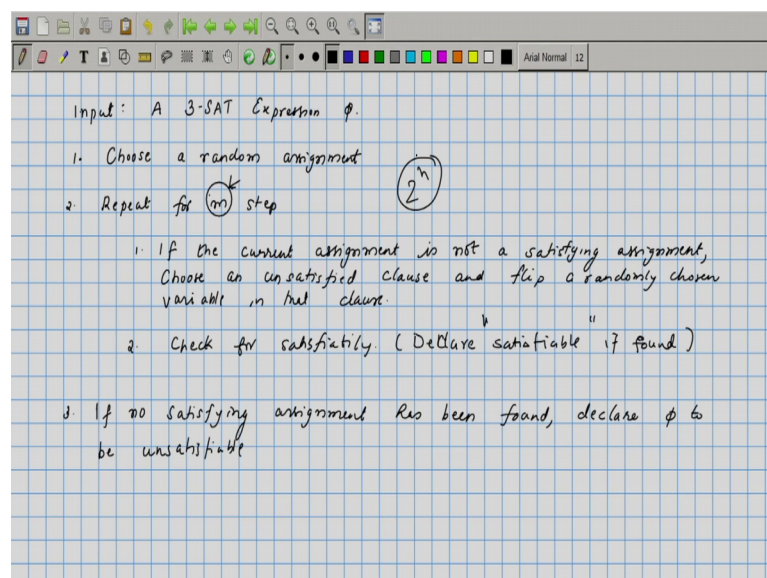 Arial Normal 12
Input : A 3-SAT Expression φ.
1. Choose a random assignment
2^n
2. Repeat for m step
1. If the current assignment is not a satisfying assignment,
Choose an unsatisfied clause and flip a randomly chosen
variable in that clause.
2. Check for satisfiatily. ( Declare "satisfiable" if found )
3. If no satisfying assignment has been found, declare φ to
be unsatisfiable